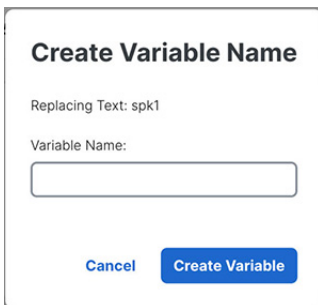 Create Variable Name
Replacing Text: spk1
Variable Name:
Cancel Create Variable